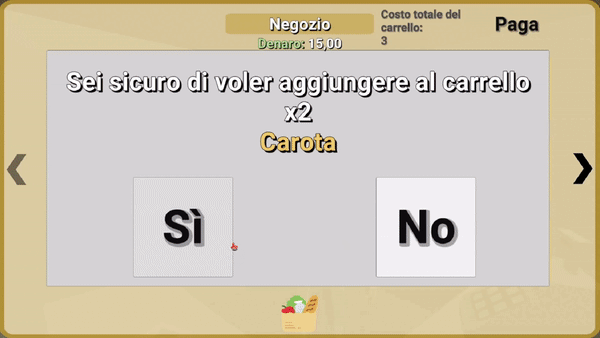 Negozio
Denaro: 15,00
Costo totale del
carrello:
3
Paga
Sei sicuro di voler aggiungere al carrello
x2
Carota
Sì
No